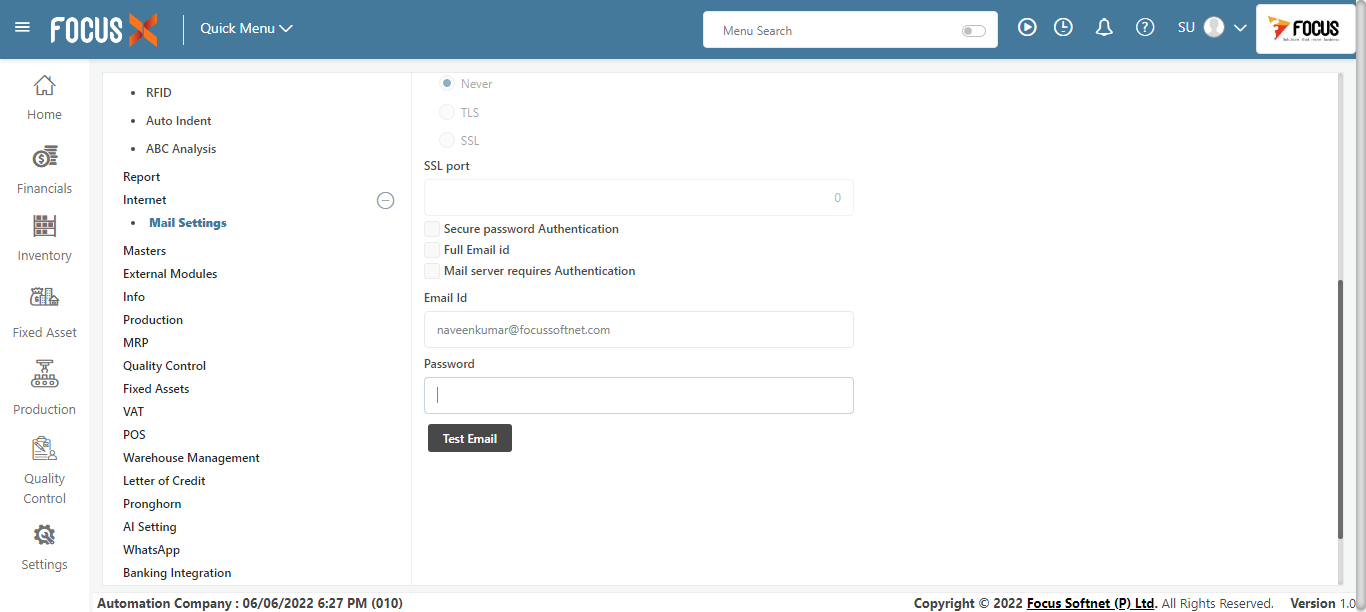 FOCUS X
Quick Menu
Menu Search
SU
FOCUS
Home
Financials
Inventory
Fixed Asset
Production
Quality
Control
Settings
RFID
Auto Indent
ABC Analysis
Report
Internet
Mail Settings
Masters
External Modules
Info
Production
MRP
Quality Control
Fixed Assets
VAT
POS
Warehouse Management
Letter of Credit
Pronghorn
AI Setting
WhatsApp
Banking Integration
Never
TLS
SSL
SSL port
0
Secure password Authentication
Full Email id
Mail server requires Authentication
Email Id
naveenkumar@focussoftnet.com
Password
Test Email
Automation Company : 06/06/2022 6:27 PM (010)
Copyright © 2022 Focus Softnet (P) Ltd. All Rights Reserved. Version 1.0